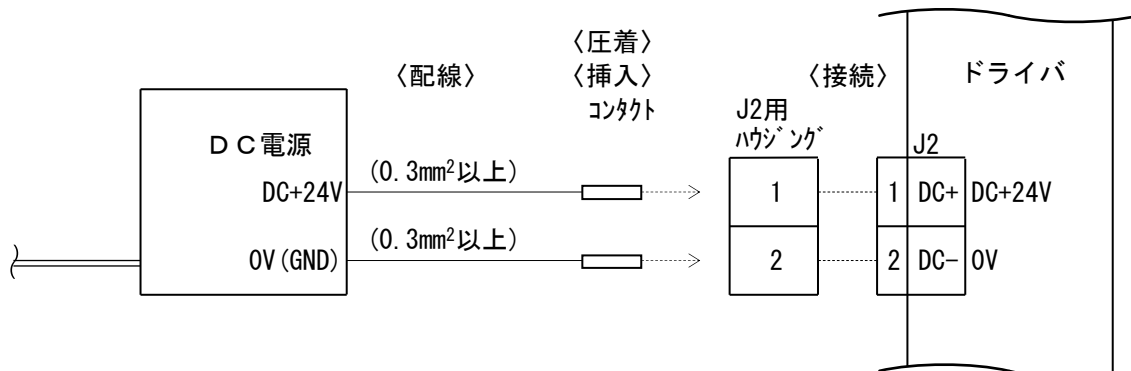 〈圧着〉
〈配線〉
〈挿入〉
〈接続〉
ドライバ
コンタクト
J2用
ハウジング
DC電源
J2
DC+24V
(0.3mm²以上)
1
1
DC+
DC+24V
0V(GND)
(0.3mm²以上)
2
2
DC-
0V